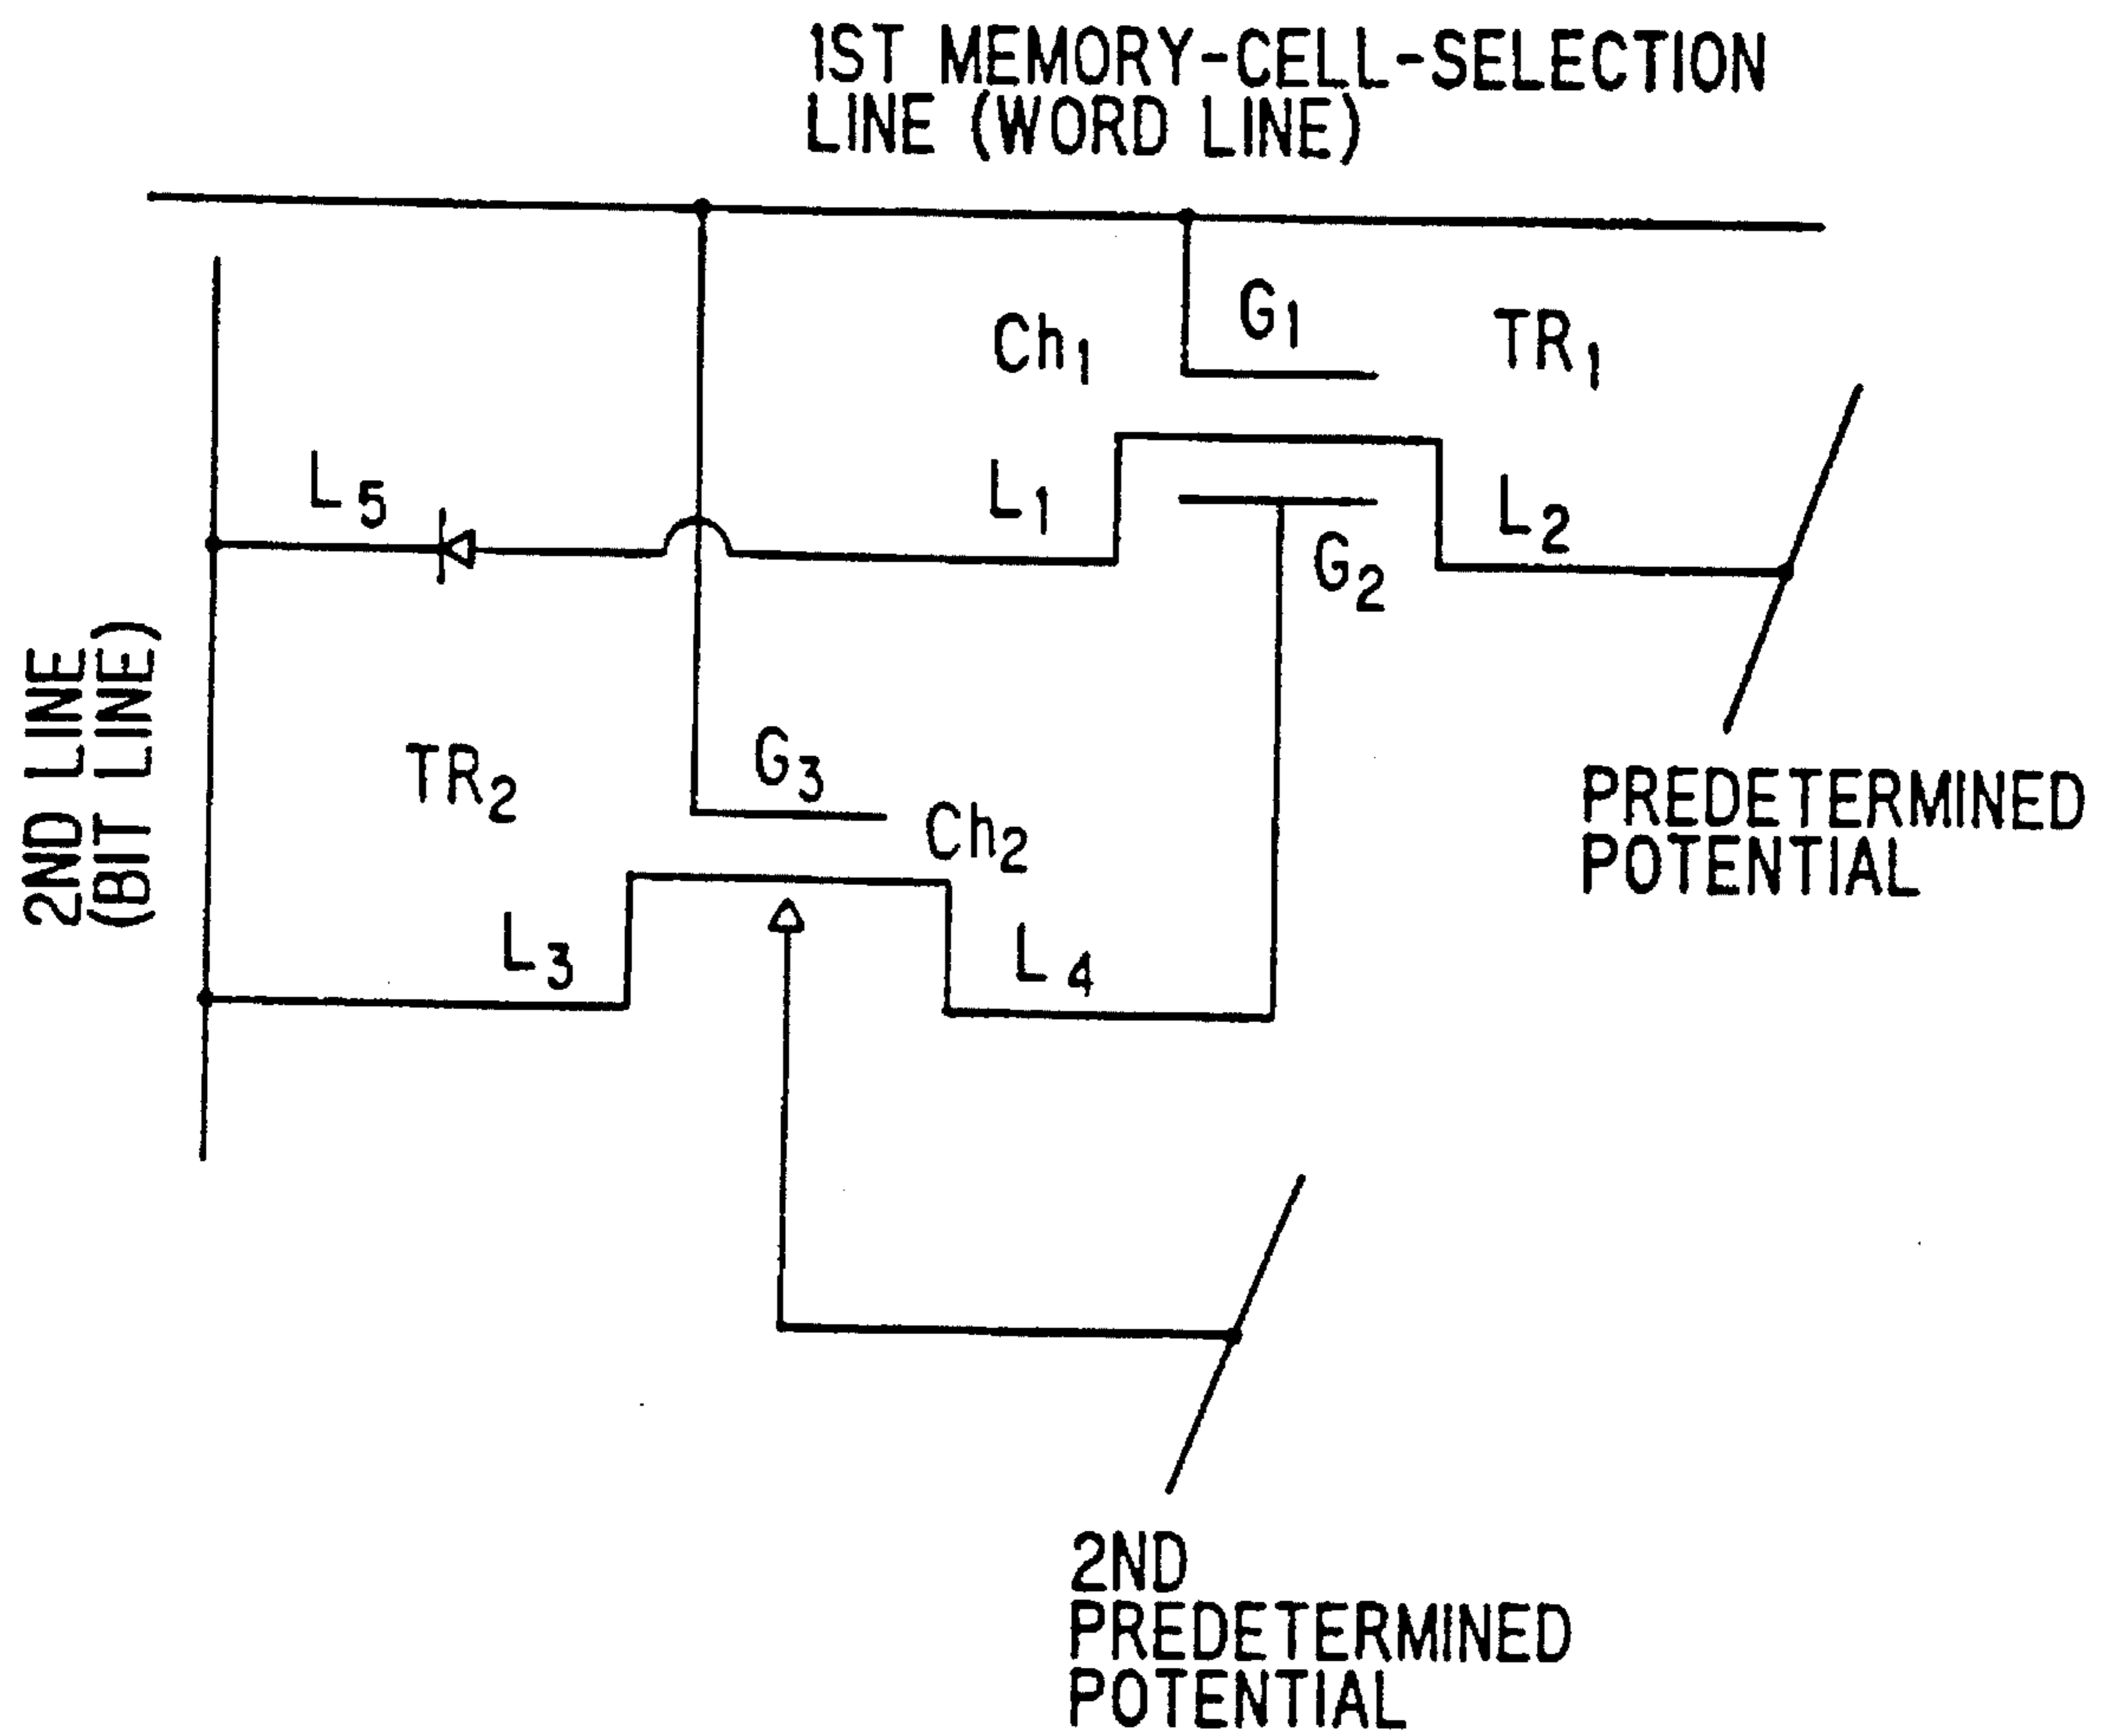 1ST MEMORY-CELL-SELECTION
LINE (WORD LINE)
G1
Ch1
TR1
L5
L1
L2
G2
2ND LINE
(BIT LINE)
TR2
G3
Ch2
PREDETERMINED
POTENTIAL
L3
L4
2ND
PREDETERMINED
POTENTIAL